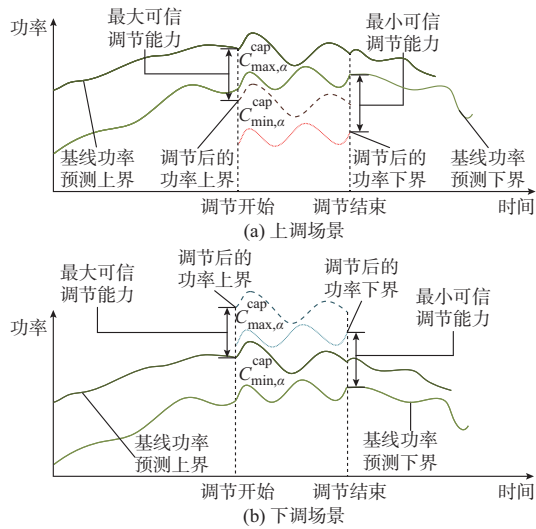 功率
最大可信
调节能力
最小可信
调节能力
C^cap_max,α
C^cap_min,α
基线功率
预测上界
调节后的
功率上界
调节后的
功率下界
基线功率
预测下界
调节开始
调节结束
时间
(a) 上调场景
功率
最大可信
调节能力
调节后的
功率上界
调节后的
功率下界
最小可信
调节能力
C^cap_max,α
C^cap_min,α
基线功率
预测上界
基线功率
预测下界
调节开始
调节结束
时间
(b) 下调场景